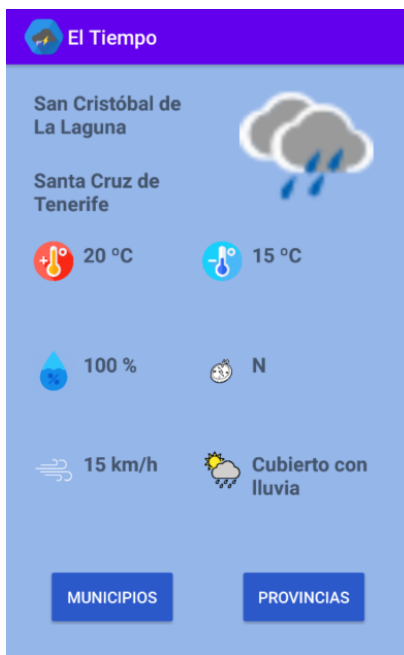 El Tiempo
San Cristóbal de
La Laguna
Santa Cruz de
Tenerife
20 ºC
15 ºC
100 %
N
15 km/h
Cubierto con
lluvia
MUNICIPIOS
PROVINCIAS